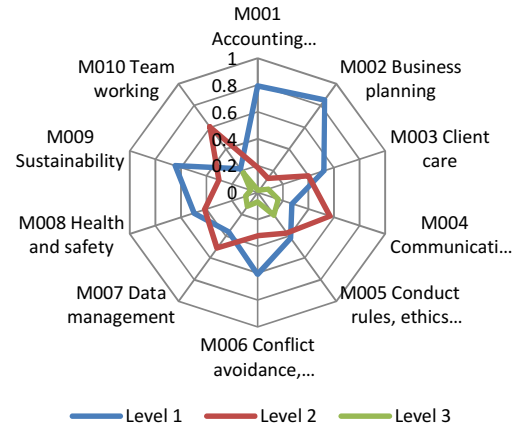 M001
Accounting...
M002 Business
planning
M003 Client
care
M004
Communicati...
M005 Conduct
rules, ethics...
M006 Conflict
avoidance,...
M007 Data
management
M008 Health
and safety
M009
Sustainability
M010 Team
working
1
0.8
0.6
0.4
0.2
0
Level 1
Level 2
Level 3